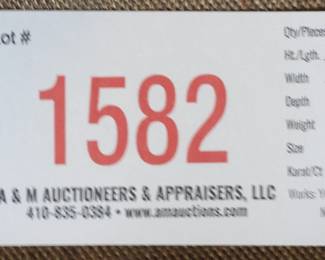 ot #
1582
A & M AUCTIONEERS & APPRAISERS, LLC
410-835-0384 • www.amauctions.com
Qty/Pieces
Ht./Lgth.
Width
Depth
Weight
Size
Karat/Ct
Works: Y